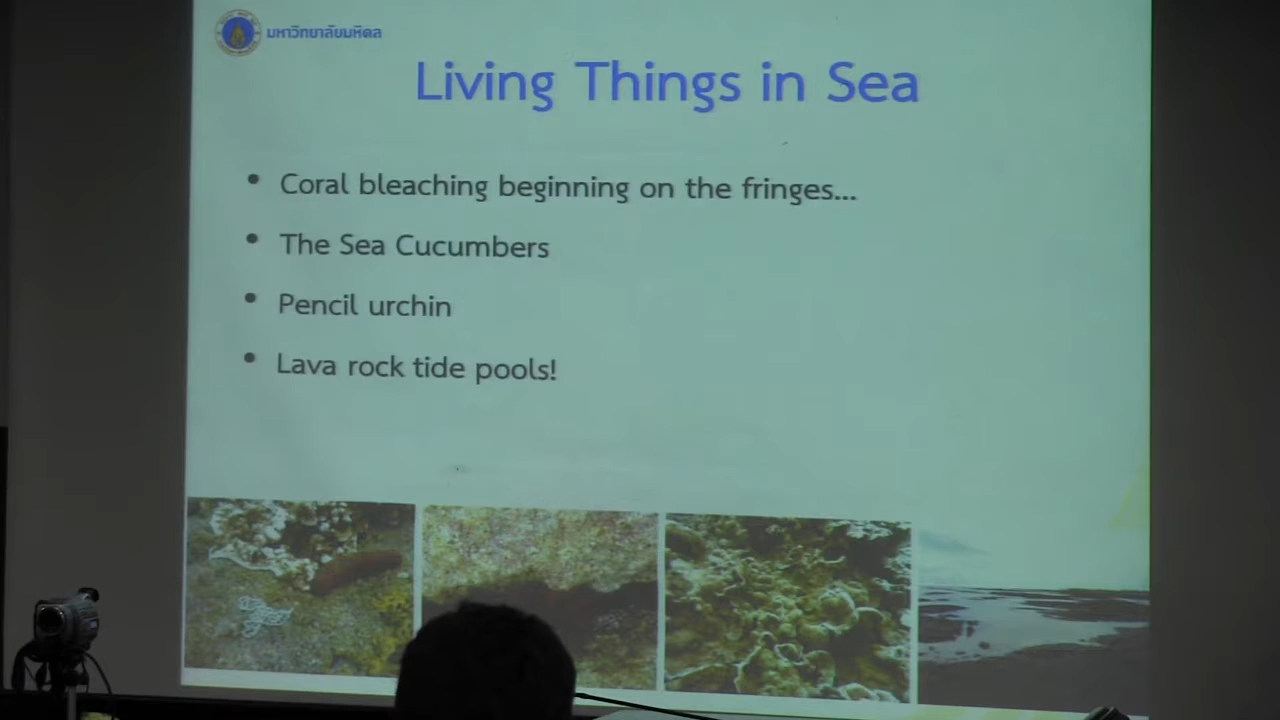 มหาวิทยาลัยมหิดล
Living Things in Sea
• Coral bleaching beginning on the fringes...
• The Sea Cucumbers
• Pencil urchin
• Lava rock tide pools!